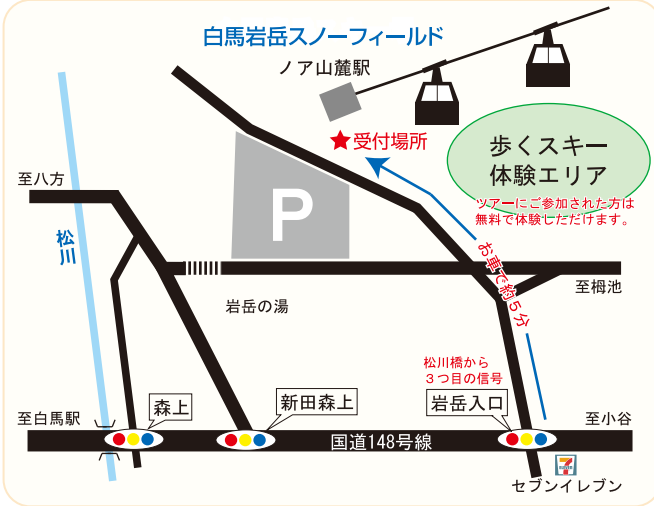 白馬岩岳スノーフィールド
ノア山麓駅
受付場所
歩くスキー
体験エリア
ツアーにご参加された方は
無料で体験しただけます。
至八方
P
松川
お車で約5分
至栂池
岩岳の湯
松川橋から
3つ目の信号
森上
新田森上
岩岳入口
至白馬駅
国道148号線
至小谷
セブンイレブン